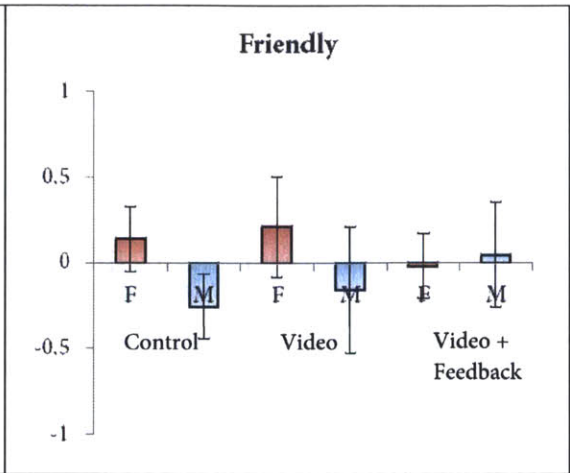 Friendly
1
0.5
0
F M F M F M
Control Video Video +
Feedback
-0.5
-1